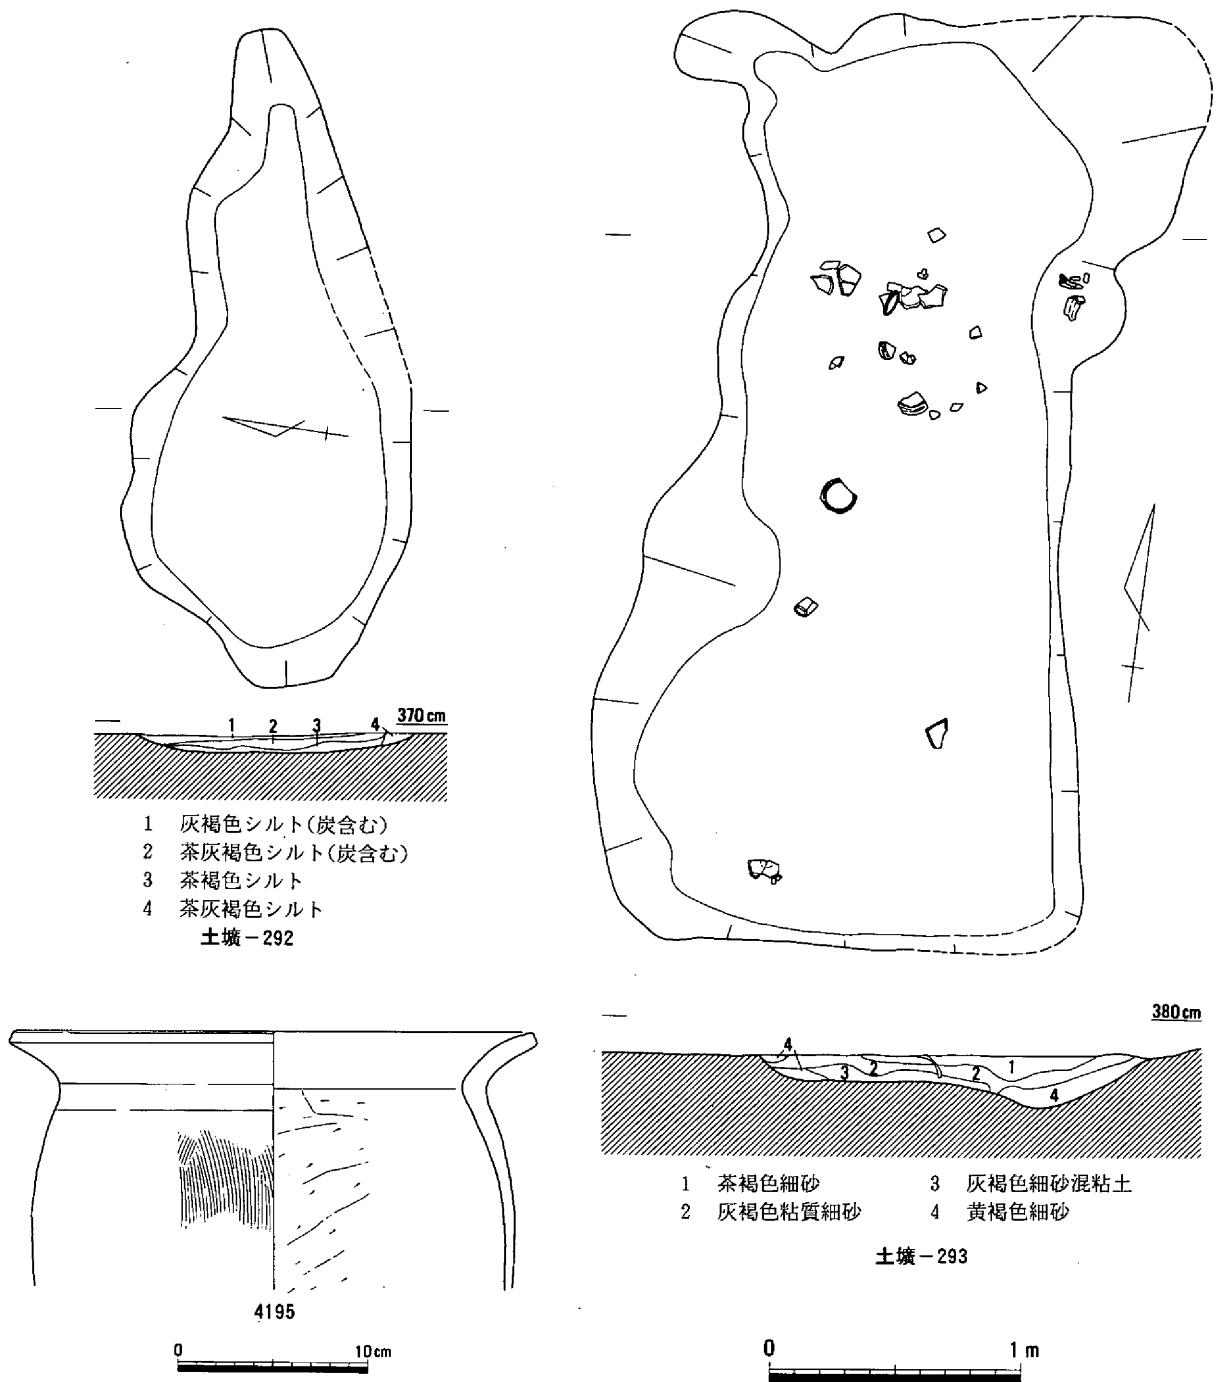 370cm
1 2 3 4
1 灰褐色シルト(炭含む)
2 茶灰褐色シルト(炭含む)
3 茶褐色シルト
4 茶灰褐色シルト
土壙-292
4195
0 10cm
380cm
4 3 2 2 1 4
1 茶褐色細砂
2 灰褐色粘質細砂
3 灰褐色細砂混粘土
4 黄褐色細砂
土壙-293
0 1m